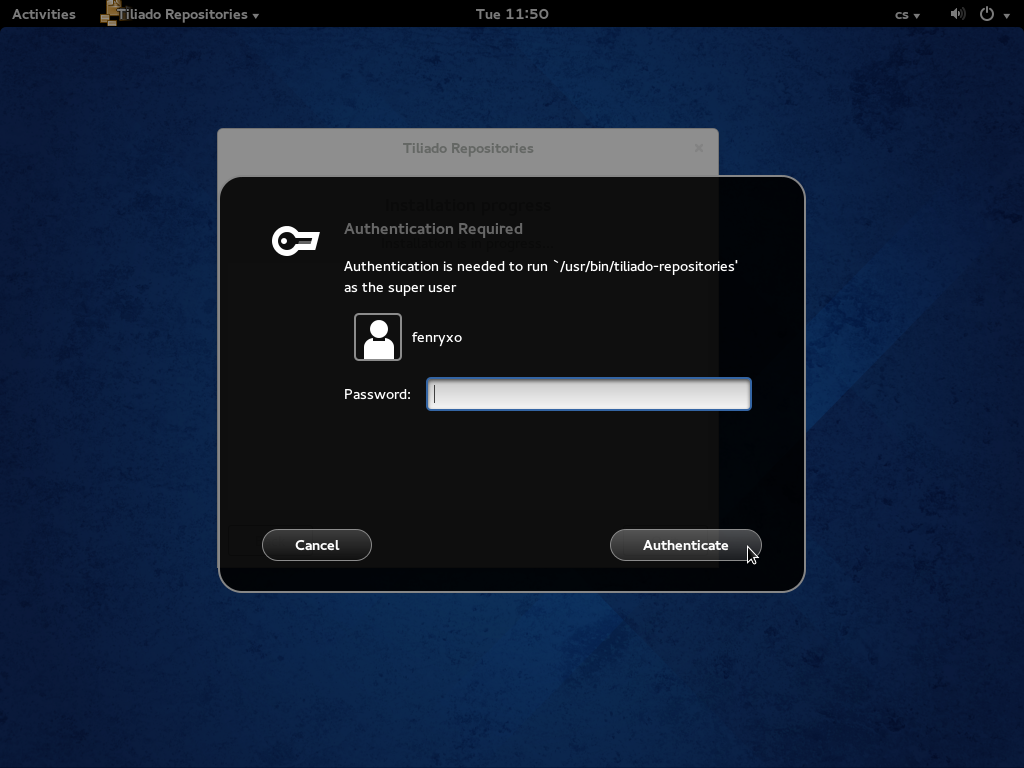 Activities
Tiliado Repositories
Tue 11:50
cs
Tiliado Repositories
Installation progress
Authentication Required
Authentication is needed to run `/usr/bin/tiliado-repositories'
as the super user
fenryxo
Password:
Cancel
Authenticate